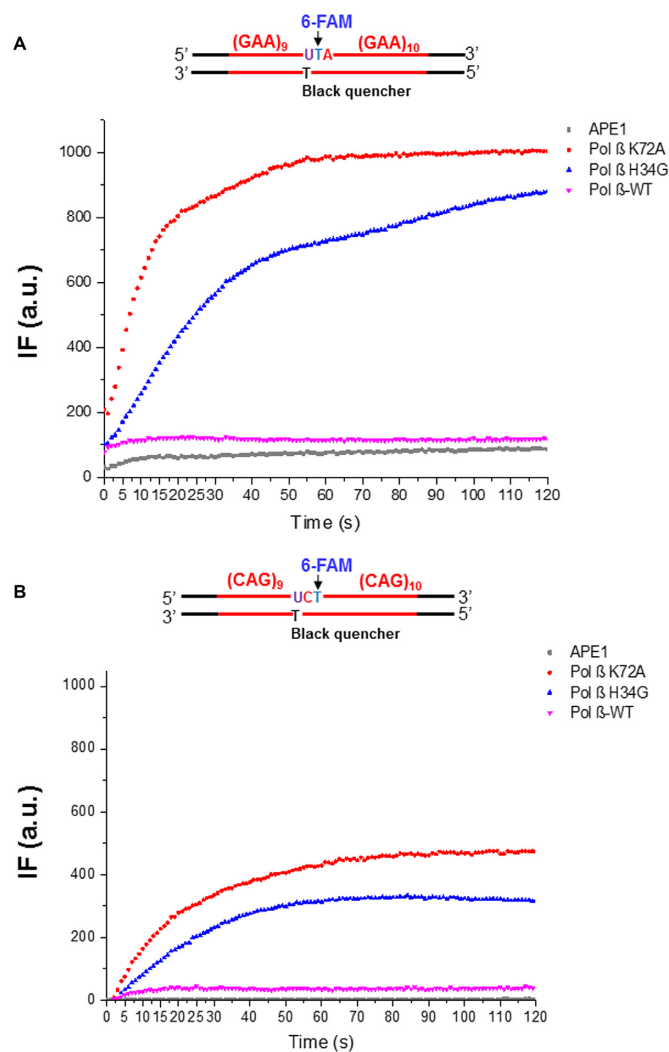 A
6-FAM
5’ (GAA)9 UTA (GAA)10 3’
3’ T 5’
Black quencher
IF (a.u.)
1000
800
600
400
200
0
0 5 10 15 20 25 30 40 50 60 70 80 90 100 110 120
Time (s)
APE1
Pol ß K72A
Pol ß H34G
Pol ß-WT
B
6-FAM
5’ (CAG)9 UCT (CAG)10 3’
3’ T 5’
Black quencher
IF (a.u.)
1000
800
600
400
200
0
0 5 10 15 20 25 30 40 50 60 70 80 90 100 110 120
Time (s)
APE1
Pol ß K72A
Pol ß H34G
Pol ß-WT